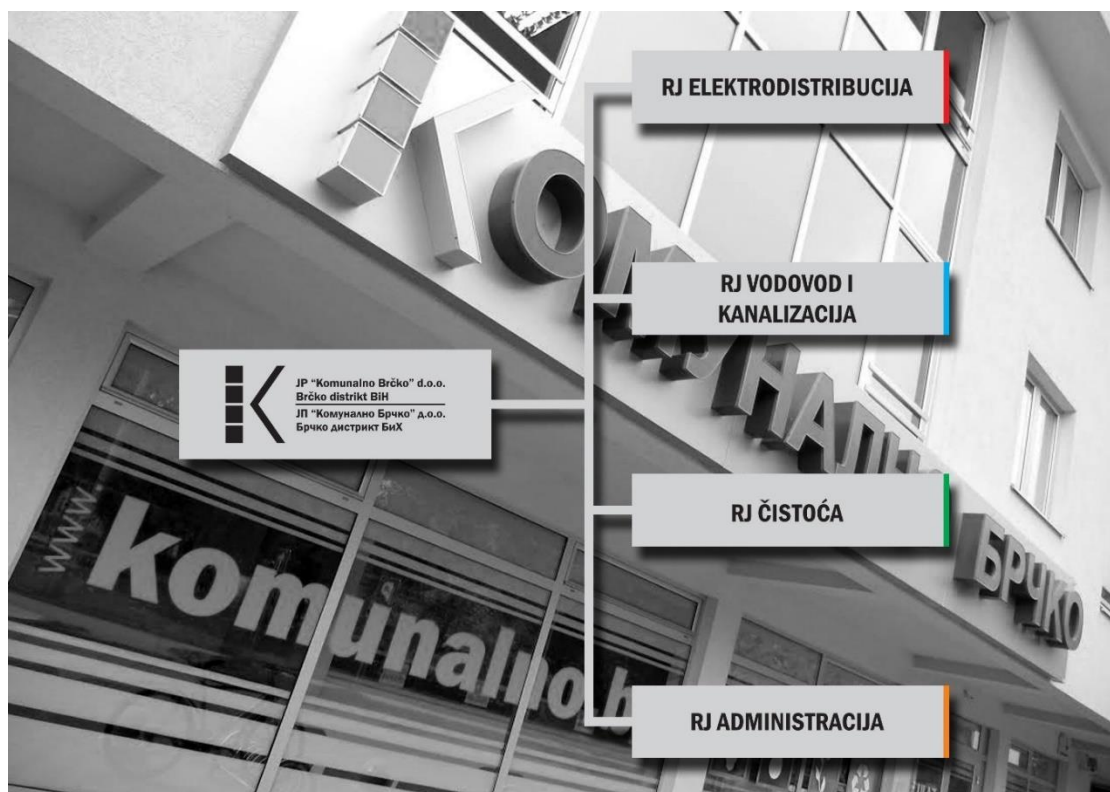 JP “Komunalno Brčko” d.o.o.
Brčko distrikt BiH
ЈП “Комунално Брчко” д.о.о.
Брчко дистрикт БиХ
RJ ELEKTRODISTRIBUCIJA
RJ VODOVOD I
KANALIZACIJA
RJ ČISTOĆA
RJ ADMINISTRACIJA
БРЧКО
www.
komunalno.b